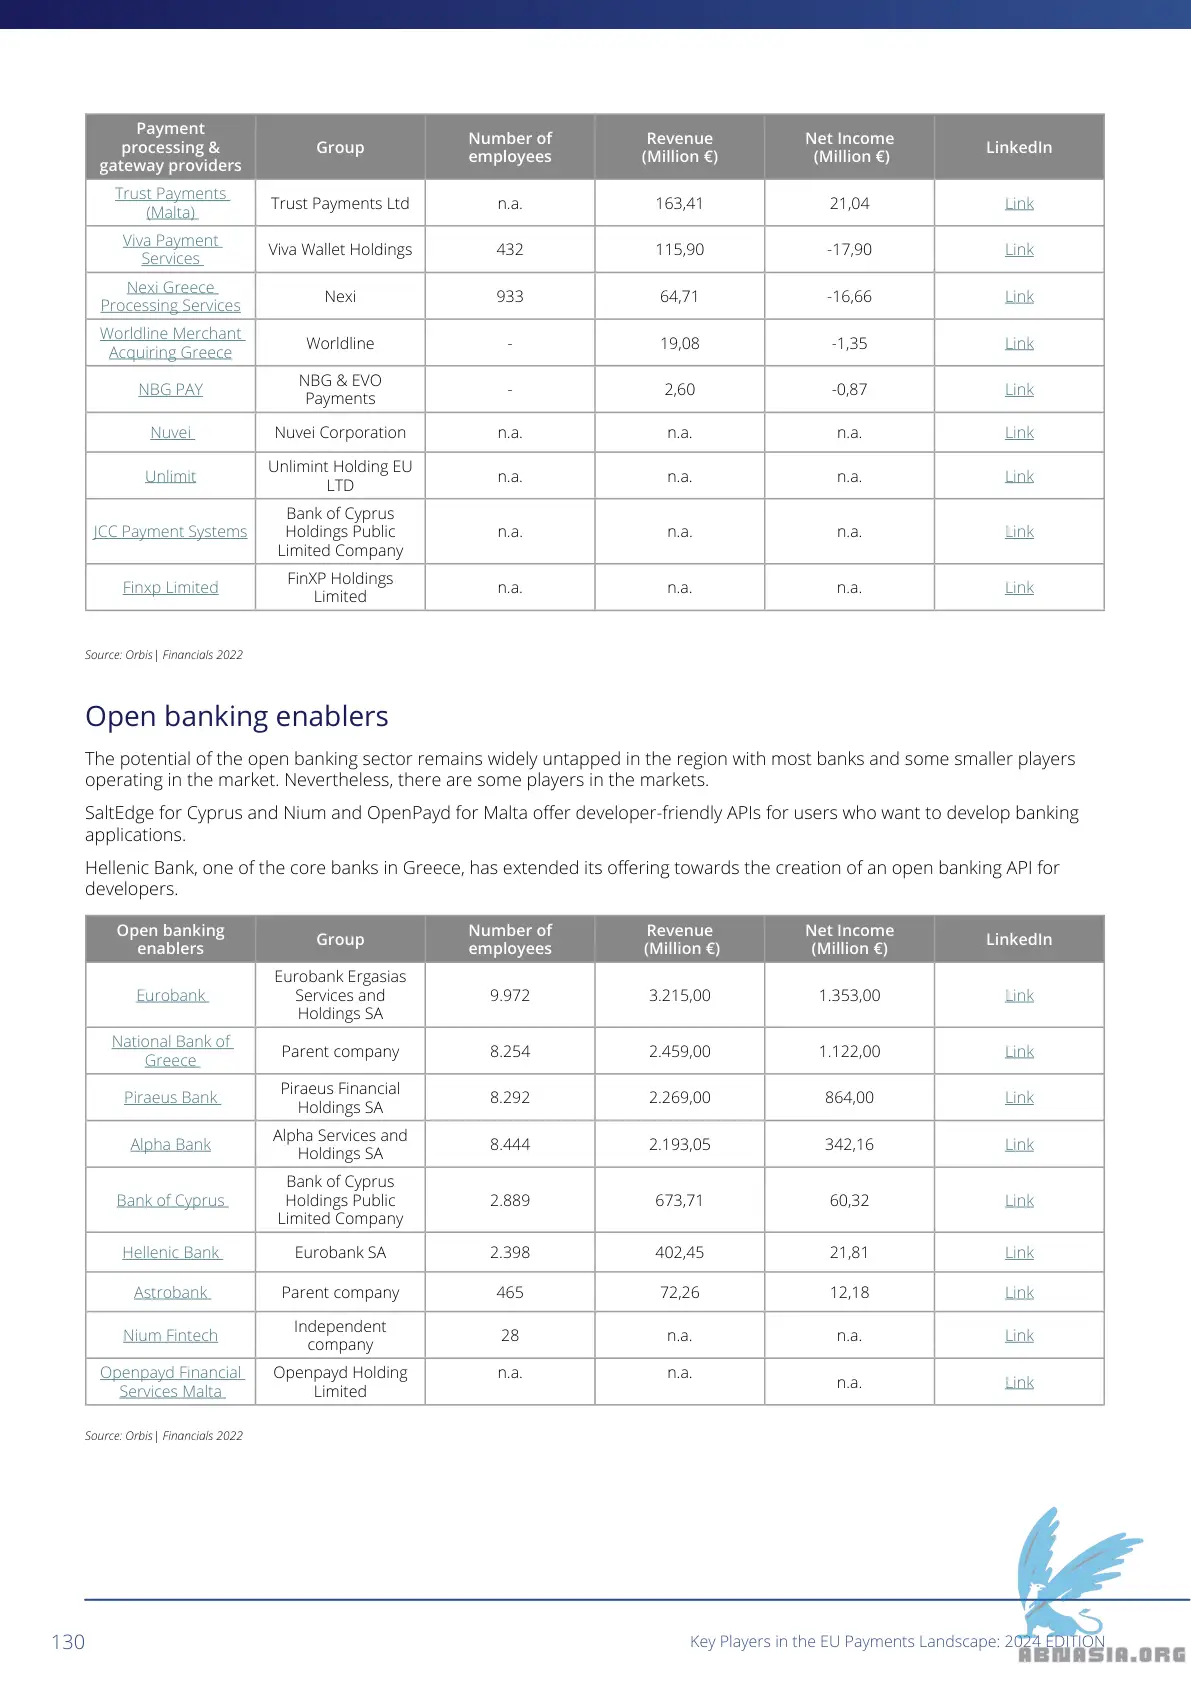 Payment
processing &
gateway providers
Group
Number of
employees
Revenue
(Million €)
Net Income
(Million €)
LinkedIn
Trust Payments
(Malta)
Trust Payments Ltd
n.a.
163,41
21,04
Link
Viva Payment
Services
Viva Wallet Holdings
432
115,90
-17,90
Link
Nexi Greece
Processing Services
Nexi
933
64,71
-16,66
Link
Worldline Merchant
Acquiring Greece
Worldline
-
19,08
-1,35
Link
NBG PAY
NBG & EVO
Payments
-
2,60
-0,87
Link
Nuvei
Nuvei Corporation
n.a.
n.a.
n.a.
Link
Unlimit
Unlimint Holding EU
LTD
n.a.
n.a.
n.a.
Link
JCC Payment Systems
Bank of Cyprus
Holdings Public
Limited Company
n.a.
n.a.
n.a.
Link
Finxp Limited
FinXP Holdings
Limited
n.a.
n.a.
n.a.
Link
Source: Orbis| Financials 2022
Open banking enablers
The potential of the open banking sector remains widely untapped in the region with most banks and some smaller players
operating in the market. Nevertheless, there are some players in the markets.
SaltEdge for Cyprus and Nium and OpenPayd for Malta offer developer-friendly APIs for users who want to develop banking
applications.
Hellenic Bank, one of the core banks in Greece, has extended its offering towards the creation of an open banking API for
developers.
Open banking
enablers
Group
Number of
employees
Revenue
(Million €)
Net Income
(Million €)
LinkedIn
Eurobank
Eurobank Ergasias
Services and
Holdings SA
9.972
3.215,00
1.353,00
Link
National Bank of
Greece
Parent company
8.254
2.459,00
1.122,00
Link
Piraeus Bank
Piraeus Financial
Holdings SA
8.292
2.269,00
864,00
Link
Alpha Bank
Alpha Services and
Holdings SA
8.444
2.193,05
342,16
Link
Bank of Cyprus
Bank of Cyprus
Holdings Public
Limited Company
2.889
673,71
60,32
Link
Hellenic Bank
Eurobank SA
2.398
402,45
21,81
Link
Astrobank
Parent company
465
72,26
12,18
Link
Nium Fintech
Independent
company
28
n.a.
n.a.
Link
Openpayd Financial
Services Malta
Openpayd Holding
Limited
n.a.
n.a.
n.a.
Link
Source: Orbis| Financials 2022
130
Key Players in the EU Payments Landscape: 2024 EDITION
ABNASIA.ORG